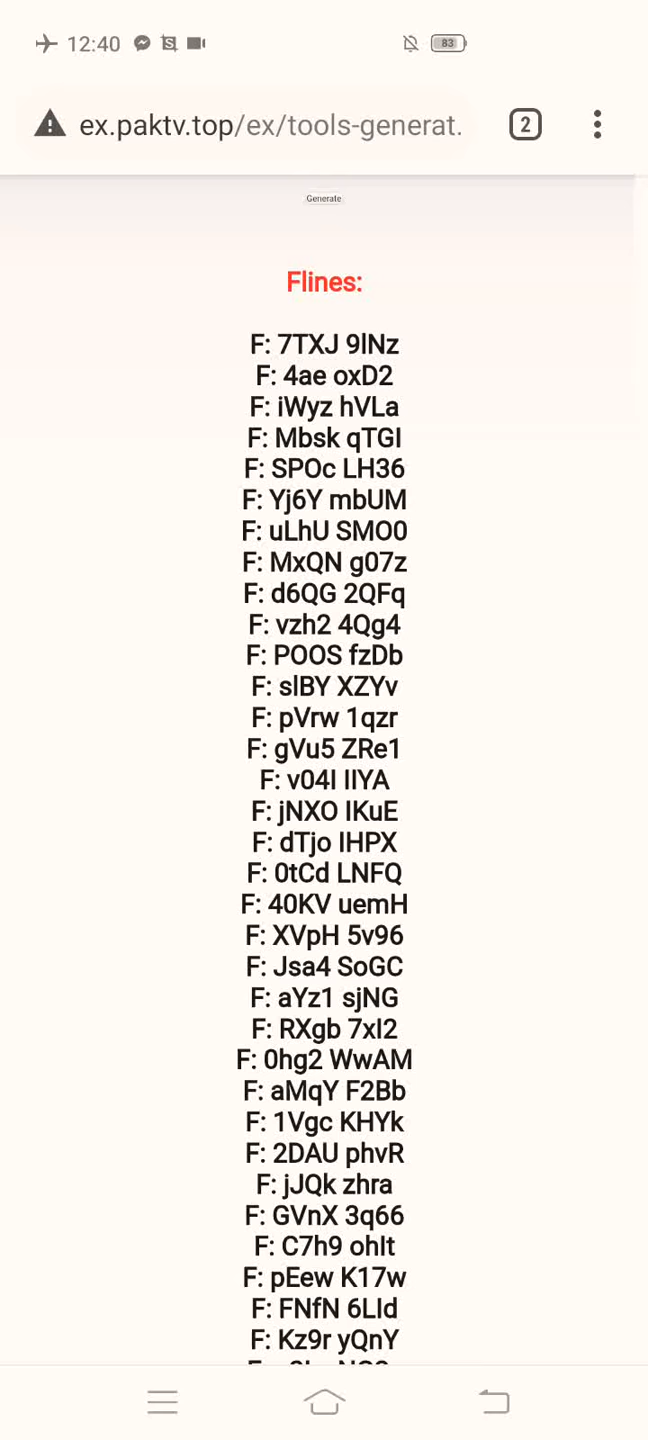 12:40
83
ex.paktv.top/ex/tools-generat.
2
Generate
Flines:
F: 7TXJ 9lNz
F: 4ae oxD2
F: iWyz hVLa
F: Mbsk qTGI
F: SPOc LH36
F: Yj6Y mbUM
F: uLhU SMO0
F: MxQN g07z
F: d6QG 2QFq
F: vzh2 4Qg4
F: POOS fzDb
F: slBY XZYv
F: pVrw 1qzr
F: gVu5 ZRe1
F: v04I IIYA
F: jNXO IKuE
F: dTjo IHPX
F: 0tCd LNFQ
F: 40KV uemH
F: XVpH 5v96
F: Jsa4 SoGC
F: aYz1 sjNG
F: RXgb 7xI2
F: 0hg2 WwAM
F: aMqY F2Bb
F: 1Vgc KHYk
F: 2DAU phvR
F: jJQk zhra
F: GVnX 3q66
F: C7h9 ohIt
F: pEew K17w
F: FNfN 6LId
F: Kz9r yQnY